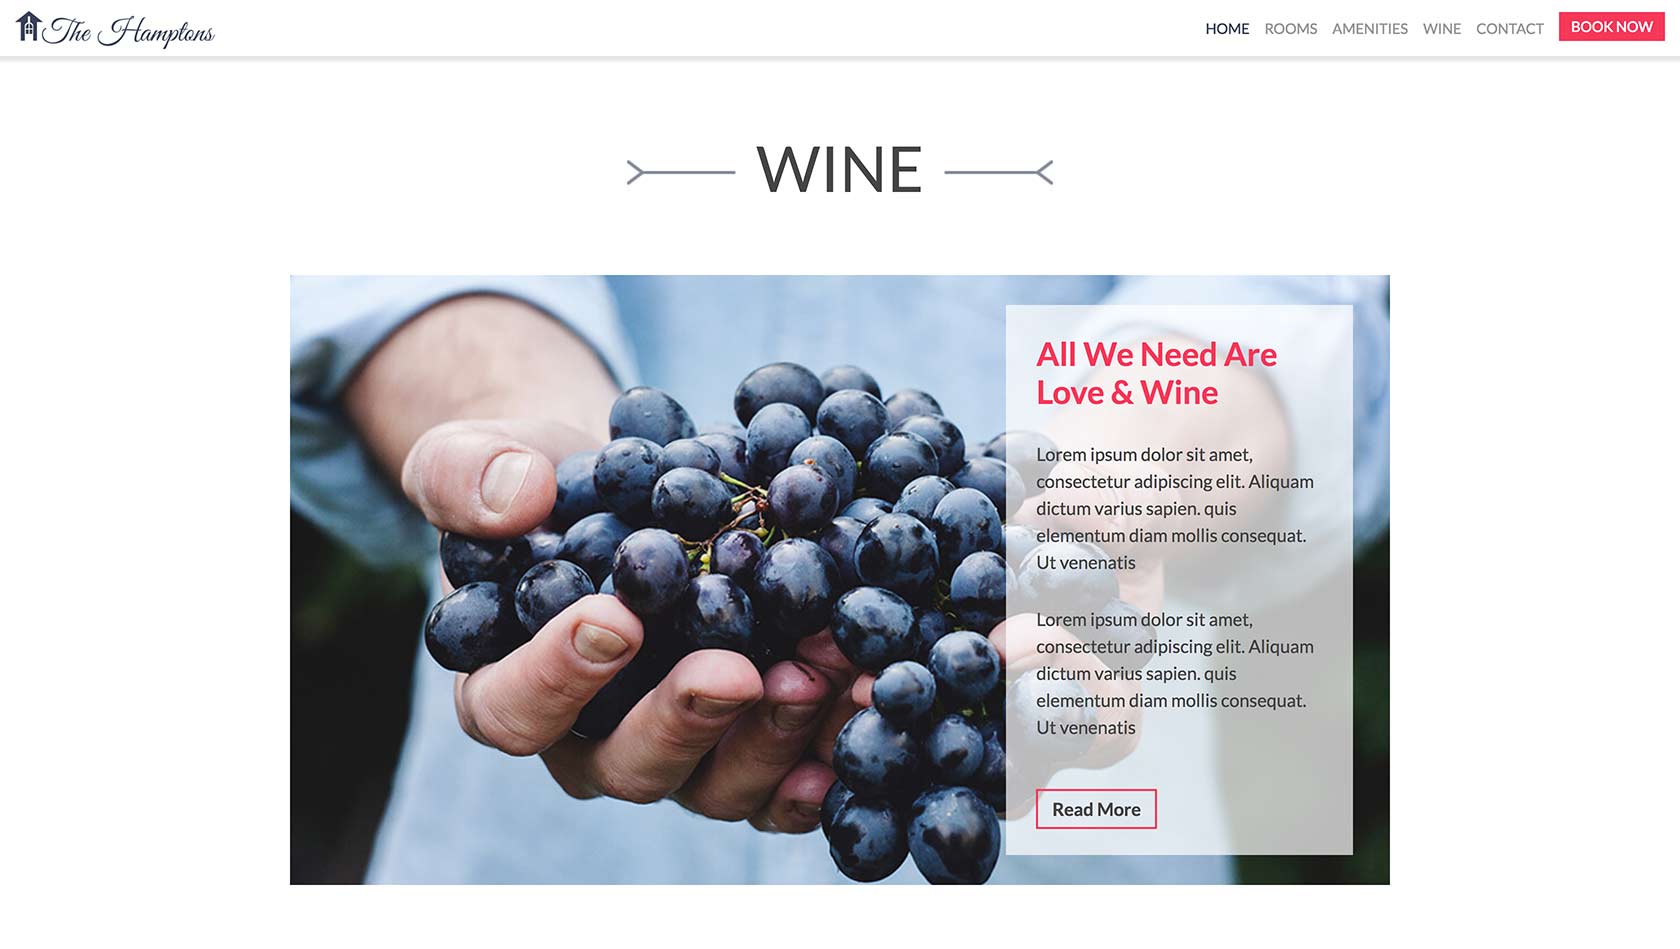 The Hamptons
HOME ROOMS AMENITIES WINE CONTACT BOOK NOW
WINE
All We Need Are
Love & Wine
Lorem ipsum dolor sit amet,
consectetur adipiscing elit. Aliquam
dictum varius sapien. quis
elementum diam mollis consequat.
Ut venenatis
Lorem ipsum dolor sit amet,
consectetur adipiscing elit. Aliquam
dictum varius sapien. quis
elementum diam mollis consequat.
Ut venenatis
Read More